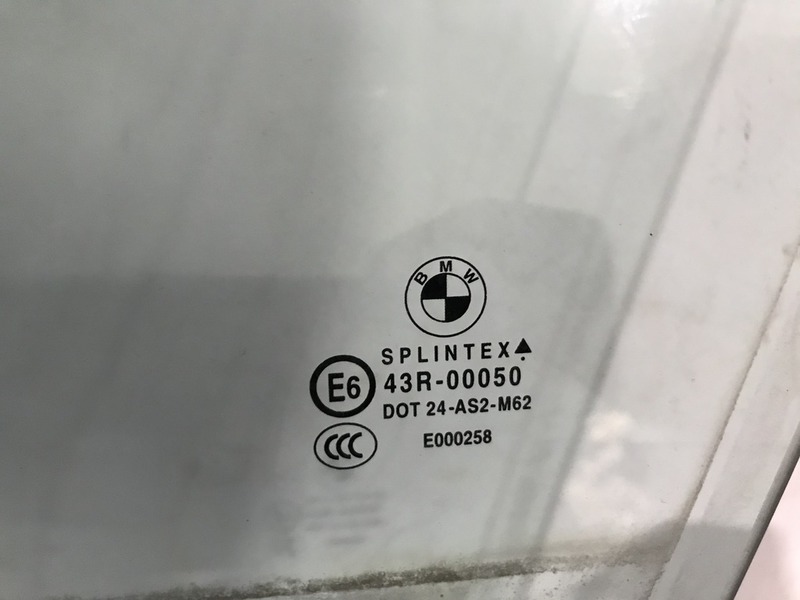 BMW
SPLINTEX
E6 43R-00050
DOT 24-AS2-M62
CCC E000258